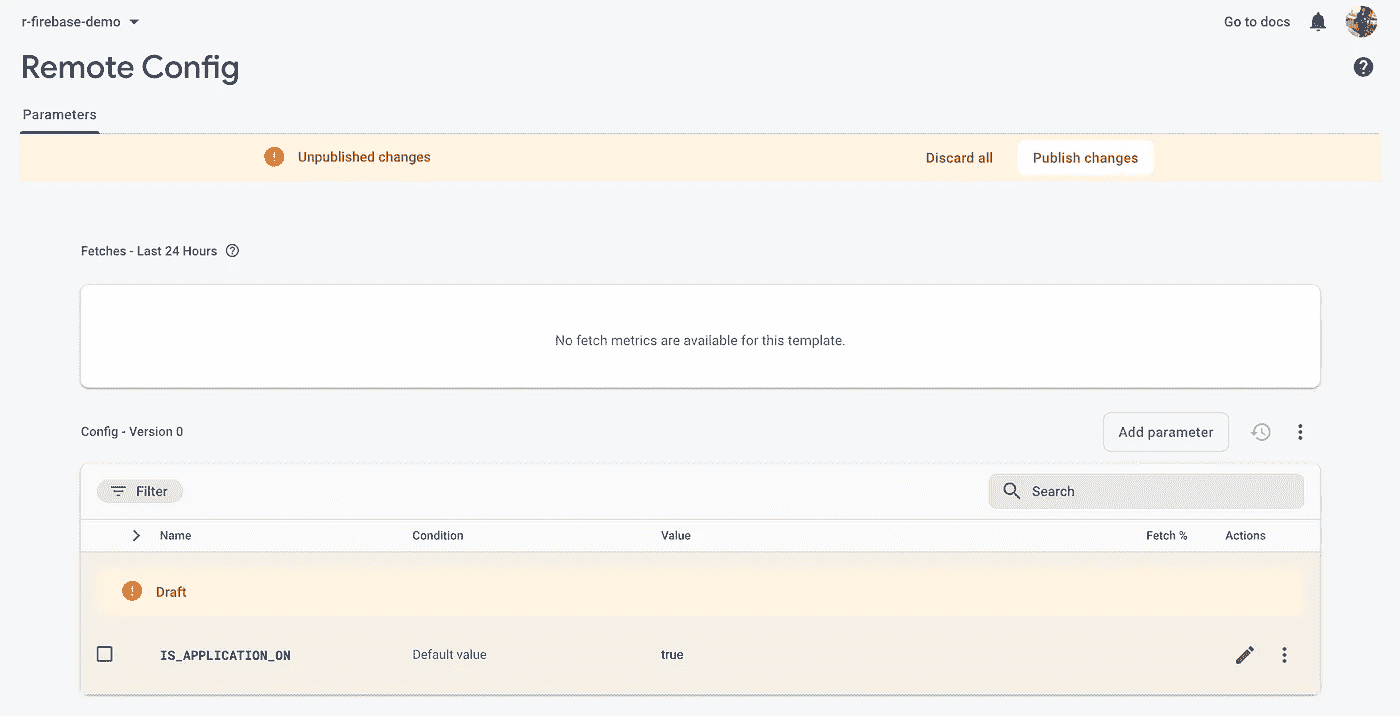 r-firebase-demo Go to docs
Remote Config
Parameters
Unpublished changes Discard all Publish changes
Fetches - Last 24 Hours
No fetch metrics are available for this template.
Config - Version 0 Add parameter
Filter Search
Name Condition Value Fetch % Actions
Draft
IS_APPLICATION_ON Default value true